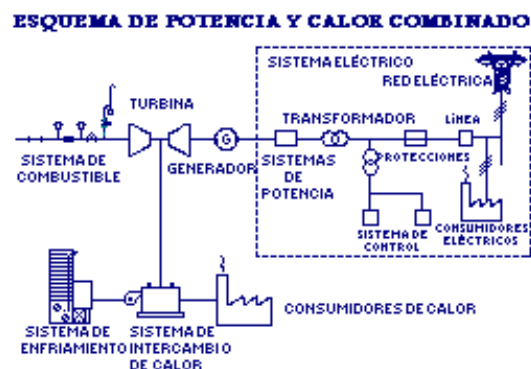 ESQUEMA DE POTENCIA Y CALOR COMBINADO
SISTEMA ELÉCTRICO
RED ELÉCTRICA
TURBINA
TRANSFORMADOR
LíNEA
SISTEMA DE
COMBUSTIBLE
G
GENERADOR
SISTEMAS
DE
POTENCIA
PROTECCIONES
SISTEMA DE
CONTROL
CONSUMIDORES
ELÉCTRICOS
SISTEMA DE
ENFRIAMIENTO
SISTEMA DE
INTERCAMBIO
DE CALOR
CONSUMIDORES DE CALOR